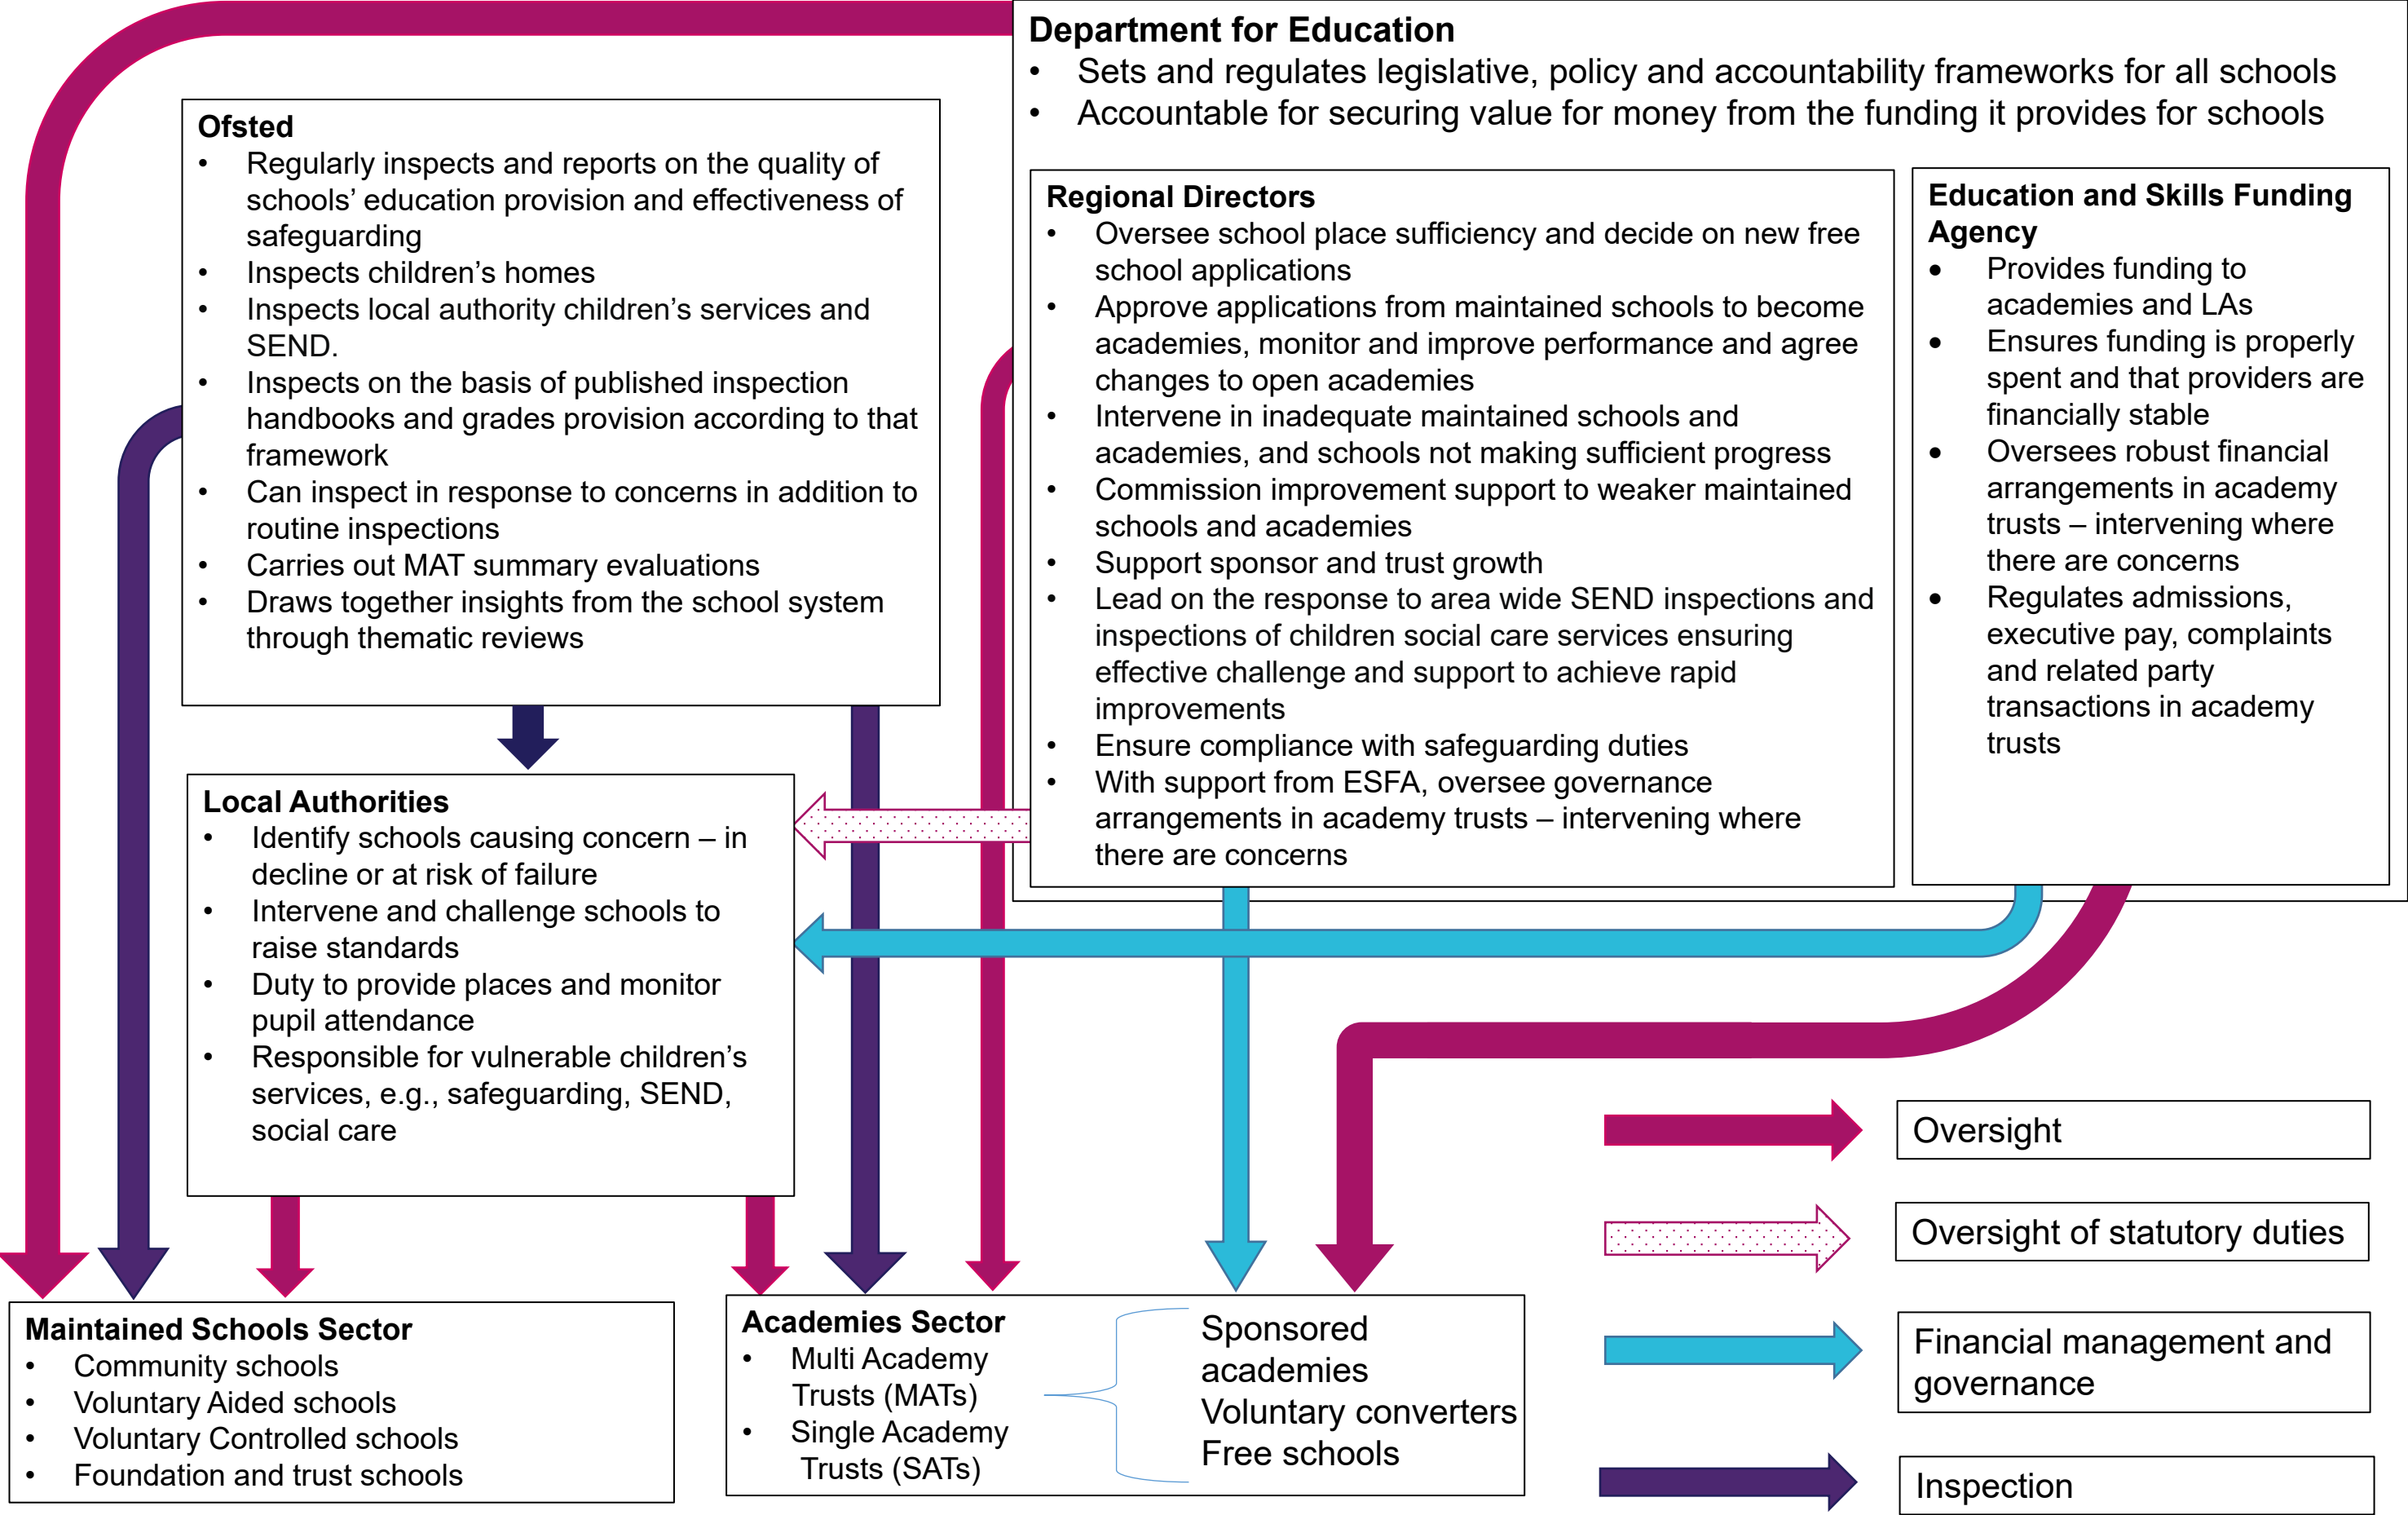 Department for Education
• Sets and regulates legislative, policy and accountability frameworks for all schools
• Accountable for securing value for money from the funding it provides for schools
Ofsted
• Regularly inspects and reports on the quality of
schools’ education provision and effectiveness of
safeguarding
• Inspects children’s homes
• Inspects local authority children’s services and
SEND.
• Inspects on the basis of published inspection
handbooks and grades provision according to that
framework
• Can inspect in response to concerns in addition to
routine inspections
• Carries out MAT summary evaluations
• Draws together insights from the school system
through thematic reviews
Regional Directors
• Oversee school place sufficiency and decide on new free
school applications
• Approve applications from maintained schools to become
academies, monitor and improve performance and agree
changes to open academies
• Intervene in inadequate maintained schools and
academies, and schools not making sufficient progress
• Commission improvement support to weaker maintained
schools and academies
• Support sponsor and trust growth
• Lead on the response to area wide SEND inspections and
inspections of children social care services ensuring
effective challenge and support to achieve rapid
improvements
• Ensure compliance with safeguarding duties
• With support from ESFA, oversee governance
arrangements in academy trusts – intervening where
there are concerns
Education and Skills Funding
Agency
• Provides funding to
academies and LAs
• Ensures funding is properly
spent and that providers are
financially stable
• Oversees robust financial
arrangements in academy
trusts – intervening where
there are concerns
• Regulates admissions,
executive pay, complaints
and related party
transactions in academy
trusts
Local Authorities
• Identify schools causing concern – in
decline or at risk of failure
• Intervene and challenge schools to
raise standards
• Duty to provide places and monitor
pupil attendance
• Responsible for vulnerable children’s
services, e.g., safeguarding, SEND,
social care
Maintained Schools Sector
• Community schools
• Voluntary Aided schools
• Voluntary Controlled schools
• Foundation and trust schools
Academies Sector
• Multi Academy
Trusts (MATs)
• Single Academy
Trusts (SATs)
Sponsored
academies
Voluntary converters
Free schools
Oversight
Oversight of statutory duties
Financial management and
governance
Inspection